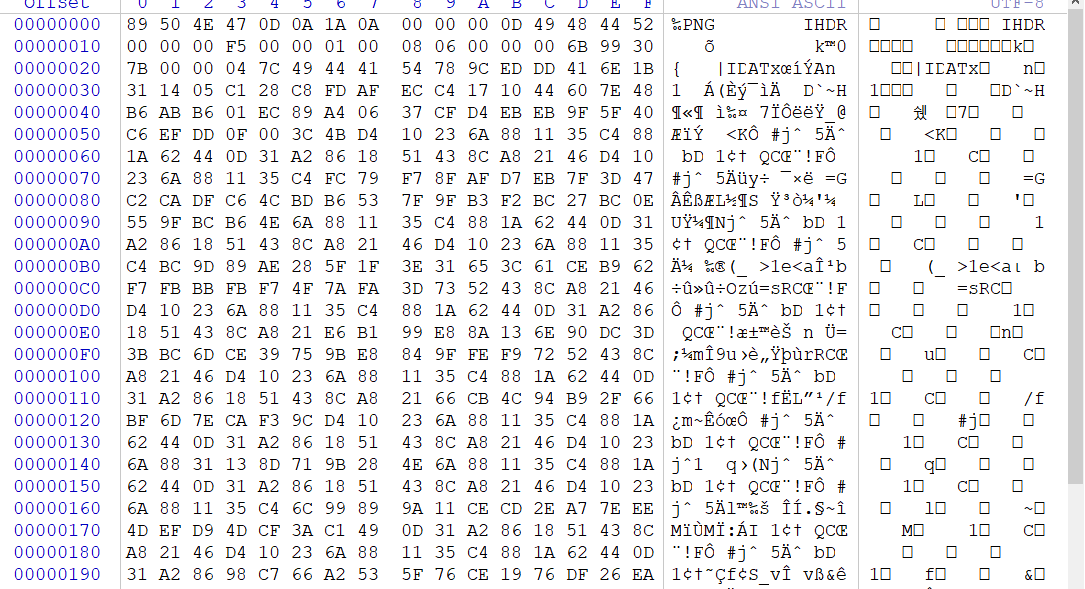 Offset 0 1 2 3 4 5 6 7 8 9 A B C D E F ANSI ASCII UTF-8
00000000 89 50 4E 47 0D 0A 1A 0A 00 00 00 0D 49 48 44 52 ‰PNG IHDR IHDR
00000010 00 00 00 F5 00 00 01 00 08 06 00 00 00 6B 99 30 õ k™0 k
00000020 7B 00 00 04 7C 49 44 41 54 78 9C ED DD 41 6E 1B { |IDATxœíÝAn |IDATx n
00000030 31 14 05 C1 28 C8 FD AF EC C4 17 10 44 60 7E 48 1 Á(Èý¯ìÄ D`~H 1 D`~H
00000040 B6 AB B6 01 EC 89 A4 06 37 CF D4 EB EB 9F 5F 40 ¶«¶ ì‰¤ 7ÏÔëëŸ_@ 7
00000050 C6 EF DD 0F 00 3C 4B D4 10 23 6A 88 11 35 C4 88 ÆïÝ <KÔ #jˆ 5Äˆ <K
00000060 1A 62 44 0D 31 A2 86 18 51 43 8C A8 21 46 D4 10 bD 1¢† QCŒ¨!FÔ 1 C
00000070 23 6A 88 11 35 C4 FC 79 F7 8F AF D7 EB 7F 3D 47 #jˆ 5Äüy÷ ¯×ë =G =G
00000080 C2 CA DF C6 4C BD B6 53 7F 9F B3 F2 BC 27 BC 0E ÂÊßÆL½¶S Ÿ³ò¼'¼ L '
00000090 55 9F BC B6 4E 6A 88 11 35 C4 88 1A 62 44 0D 31 UŸ¼¶Njˆ 5Äˆ bD 1 1
000000A0 A2 86 18 51 43 8C A8 21 46 D4 10 23 6A 88 11 35 ¢† QCŒ¨!FÔ #jˆ 5 C
000000B0 C4 BC 9D 89 AE 28 5F 1F 3E 31 65 3C 61 CE B9 62 Ä¼ ‰®(_ >1e<aÎ¹b (_ >1e<aι b
000000C0 F7 FB BB FB F7 4F 7A FA 3D 73 52 43 8C A8 21 46 ÷û»û÷Ozú=sRCŒ¨!F =sRC
000000D0 D4 10 23 6A 88 11 35 C4 88 1A 62 44 0D 31 A2 86 Ô #jˆ 5Äˆ bD 1¢† 1
000000E0 18 51 43 8C A8 21 E6 B1 99 E8 8A 13 6E 90 DC 3D QCŒ¨!æ±™èŠ n Ü= C n
000000F0 3B BC 6D CE 39 75 9B E8 84 9F FE F9 72 52 43 8C ;¼mÎ9u›è„ŸþùrRCŒ u C
00000100 A8 21 46 D4 10 23 6A 88 11 35 C4 88 1A 62 44 0D ¨!FÔ #jˆ 5Äˆ bD
00000110 31 A2 86 18 51 43 8C A8 21 66 CB 4C 94 B9 2F 66 1¢† QCŒ¨!fËL”¹/f 1 C /f
00000120 BF 6D 7E CA F3 9C D4 10 23 6A 88 11 35 C4 88 1A ¿m~ÊóœÔ #jˆ 5Äˆ #j
00000130 62 44 0D 31 A2 86 18 51 43 8C A8 21 46 D4 10 23 bD 1¢† QCŒ¨!FÔ # 1 C
00000140 6A 88 31 13 8D 71 9B 28 4E 6A 88 11 35 C4 88 1A jˆ1 q›(Njˆ 5Äˆ q
00000150 62 44 0D 31 A2 86 18 51 43 8C A8 21 46 D4 10 23 bD 1¢† QCŒ¨!FÔ # 1 C
00000160 6A 88 11 35 C4 6C 99 89 9A 11 CE CD 2E A7 7E EE jˆ 5Äl™‰š ÎÍ.§~î l ~
00000170 4D EF D9 4D CF 3A C1 49 0D 31 A2 86 18 51 43 8C MïÙMÏ:ÁI 1¢† QCŒ M 1 C
00000180 A8 21 46 D4 10 23 6A 88 11 35 C4 88 1A 62 44 0D ¨!FÔ #jˆ 5Äˆ bD
00000190 31 A2 86 98 C7 66 A2 53 5F 76 CE 19 76 DF 26 EA 1¢†˜Çf¢S_vÎ vß&ê 1 f &